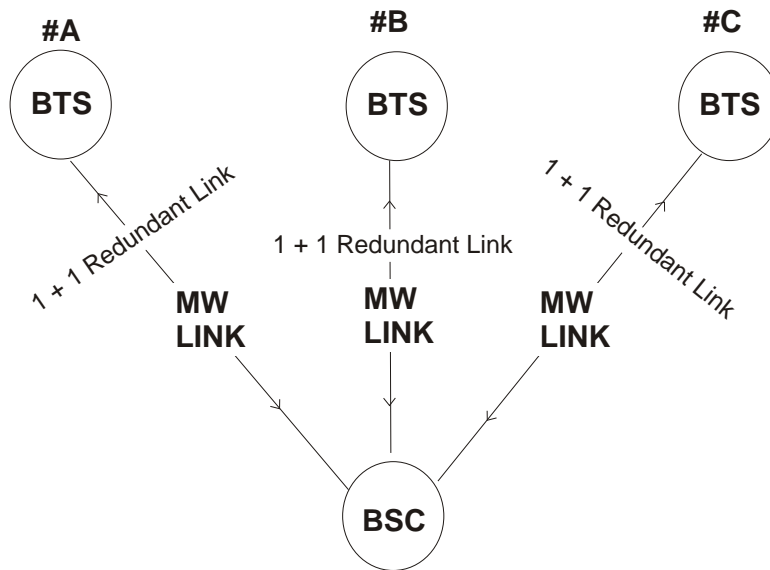 #A
#B
#C
BTS
BTS
BTS
1 + 1 Redundant Link
1 + 1 Redundant Link
1 + 1 Redundant Link
MW
LINK
MW
LINK
MW
LINK
BSC